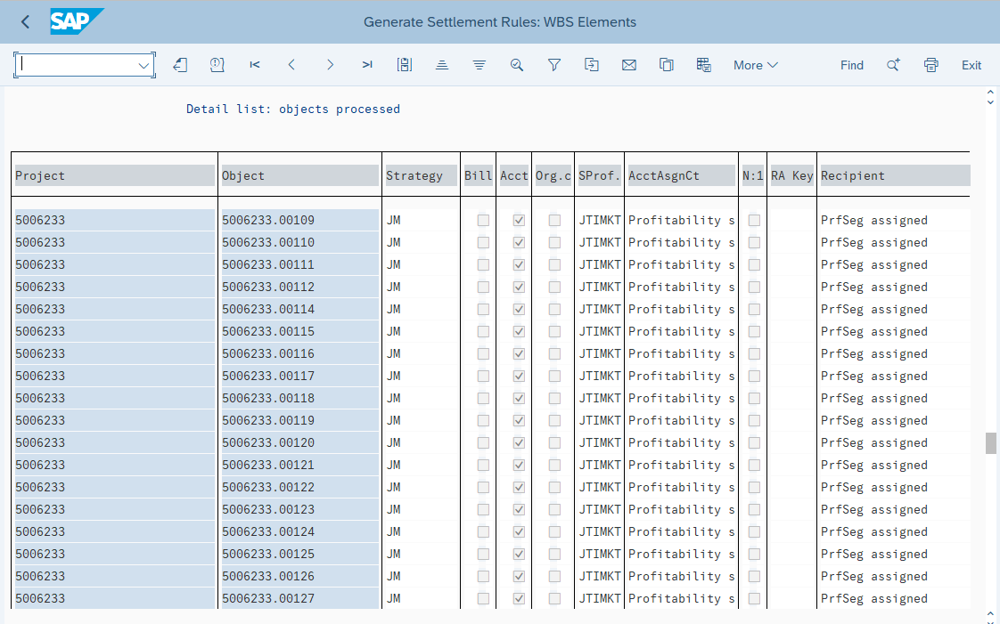 SAP
Generate Settlement Rules: WBS Elements
More
Find
Exit
Detail list: objects processed
Project Object Strategy Bill Acct Org.c SProf. AcctAsgnCt N:1 RA Key Recipient
5006233 5006233.00109 JM JTIMKT Profitability s PrfSeg assigned
5006233 5006233.00110 JM JTIMKT Profitability s PrfSeg assigned
5006233 5006233.00111 JM JTIMKT Profitability s PrfSeg assigned
5006233 5006233.00112 JM JTIMKT Profitability s PrfSeg assigned
5006233 5006233.00114 JM JTIMKT Profitability s PrfSeg assigned
5006233 5006233.00115 JM JTIMKT Profitability s PrfSeg assigned
5006233 5006233.00116 JM JTIMKT Profitability s PrfSeg assigned
5006233 5006233.00117 JM JTIMKT Profitability s PrfSeg assigned
5006233 5006233.00118 JM JTIMKT Profitability s PrfSeg assigned
5006233 5006233.00119 JM JTIMKT Profitability s PrfSeg assigned
5006233 5006233.00120 JM JTIMKT Profitability s PrfSeg assigned
5006233 5006233.00121 JM JTIMKT Profitability s PrfSeg assigned
5006233 5006233.00122 JM JTIMKT Profitability s PrfSeg assigned
5006233 5006233.00123 JM JTIMKT Profitability s PrfSeg assigned
5006233 5006233.00124 JM JTIMKT Profitability s PrfSeg assigned
5006233 5006233.00125 JM JTIMKT Profitability s PrfSeg assigned
5006233 5006233.00126 JM JTIMKT Profitability s PrfSeg assigned
5006233 5006233.00127 JM JTIMKT Profitability s PrfSeg assigned